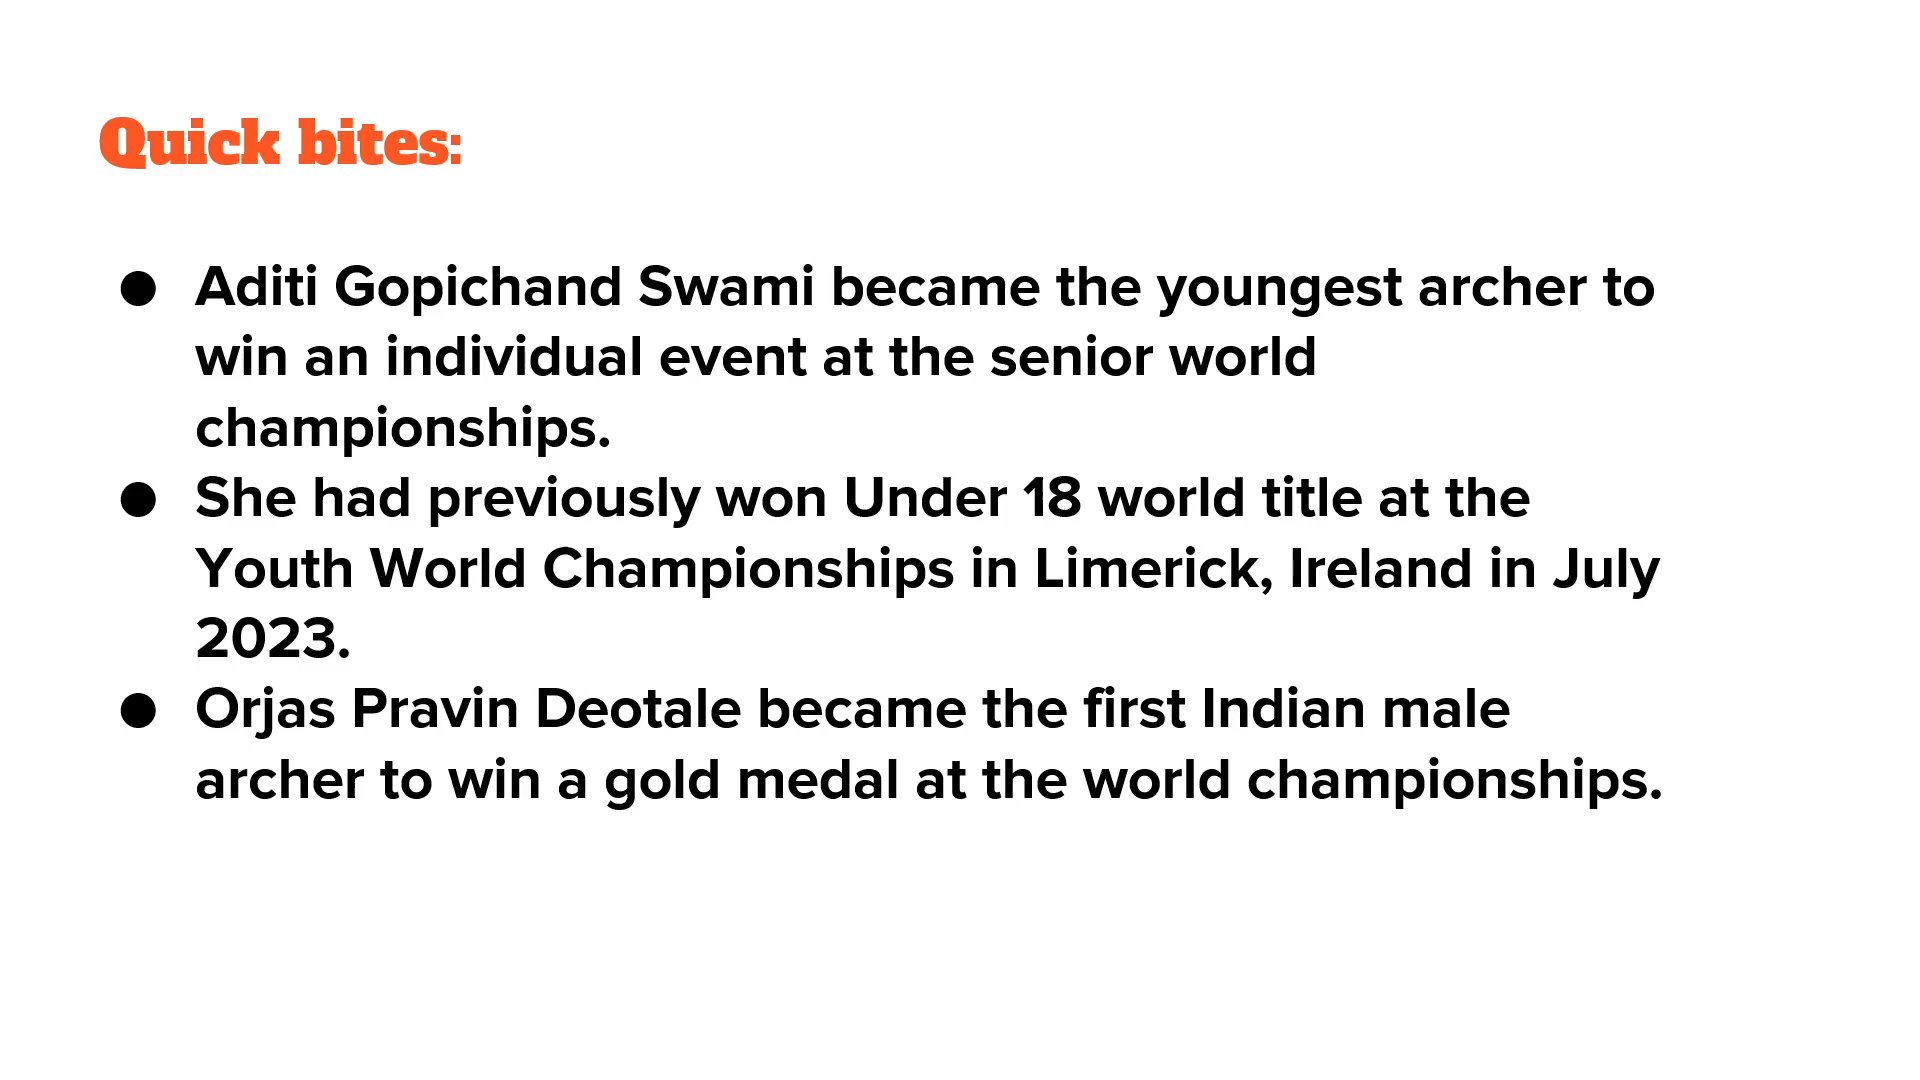 Quick bites:
● Aditi Gopichand Swami became the youngest archer to
win an individual event at the senior world
championships.
● She had previously won Under 18 world title at the
Youth World Championships in Limerick, Ireland in July
2023.
● Orjas Pravin Deotale became the first Indian male
archer to win a gold medal at the world championships.